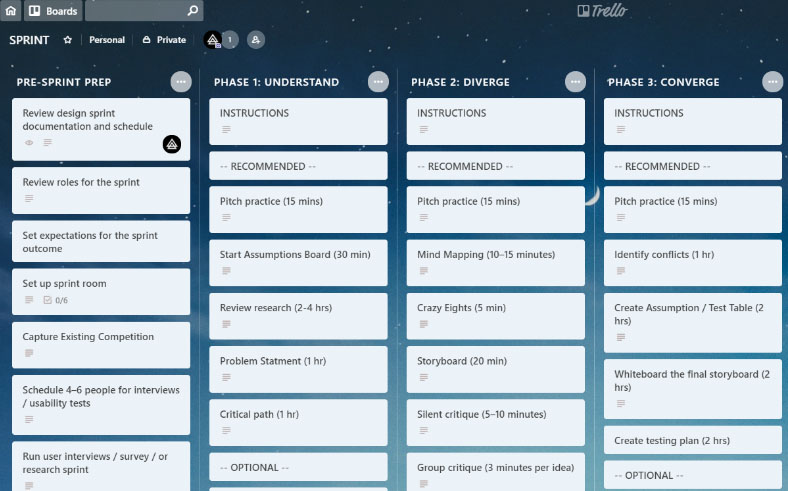 Boards
Trello
SPRINT
Personal
Private
1
PRE-SPRINT PREP
Review design sprint
documentation and schedule
Review roles for the sprint
Set expectations for the sprint
outcome
Set up sprint room
0/6
Capture Existing Competition
Schedule 4–6 people for interviews
/ usability tests
Run user interviews / survey / or
research sprint
PHASE 1: UNDERSTAND
INSTRUCTIONS
-- RECOMMENDED --
Pitch practice (15 mins)
Start Assumptions Board (30 min)
Review research (2-4 hrs)
Problem Statment (1 hr)
Critical path (1 hr)
-- OPTIONAL --
PHASE 2: DIVERGE
INSTRUCTIONS
-- RECOMMENDED --
Pitch practice (15 mins)
Mind Mapping (10–15 minutes)
Crazy Eights (5 min)
Storyboard (20 min)
Silent critique (5–10 minutes)
Group critique (3 minutes per idea)
PHASE 3: CONVERGE
INSTRUCTIONS
-- RECOMMENDED --
Pitch practice (15 mins)
Identify conflicts (1 hr)
Create Assumption / Test Table (2
hrs)
Whiteboard the final storyboard (2
hrs)
Create testing plan (2 hrs)
-- OPTIONAL --